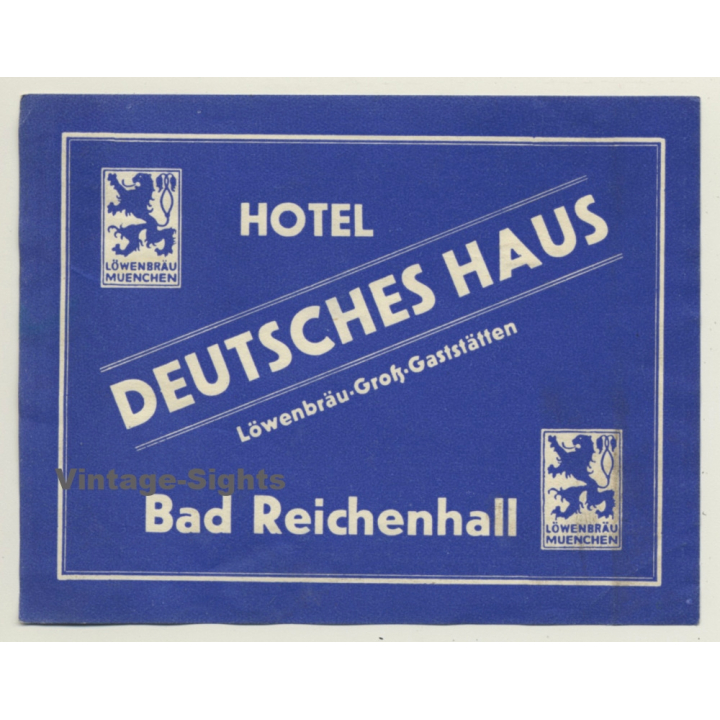 LÖWENBRÄU
MUENCHEN
HOTEL
DEUTSCHES HAUS
Löwenbräu-Groß-Gaststätten
Vintage-Sights
Bad Reichenhall
LÖWENBRÄU
MUENCHEN